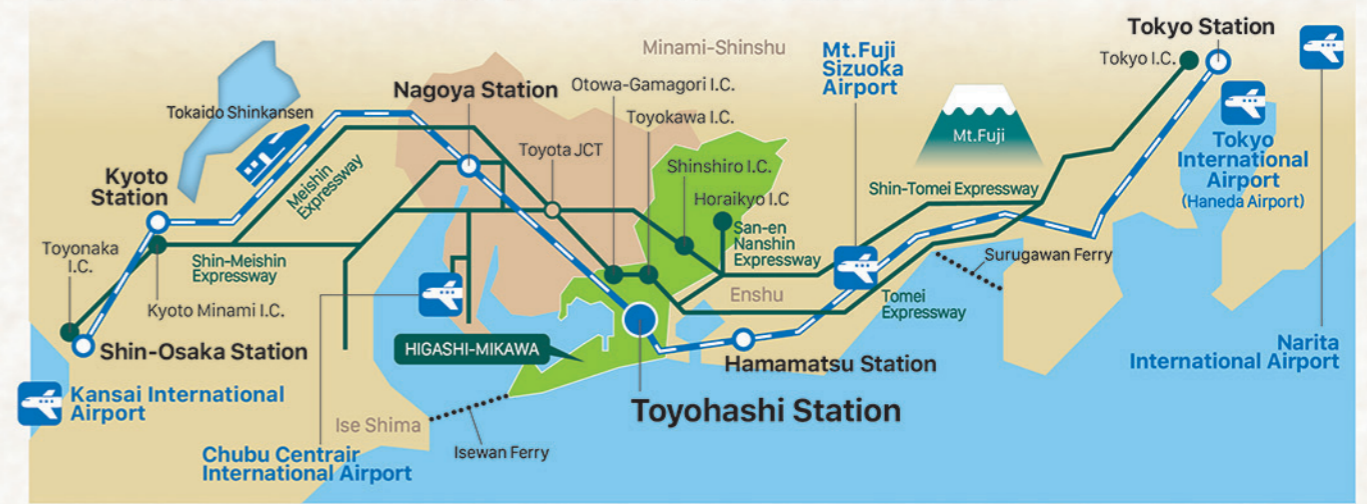 Tokyo Station
Minami-Shinshu
Mt.Fuji
Sizuoka
Airport
Tokyo I.C.
Nagoya Station
Otowa-Gamagori I.C.
Tokaido Shinkansen
Toyokawa I.C.
Mt.Fuji
Tokyo
International
Airport
(Haneda Airport)
Toyota JCT
Kyoto
Station
Meishin
Expressway
Shinshiro I.C.
Shin-Tomei Expressway
Horaikyo I.C
San-en
Nanshin
Expressway
Toyonaka
I.C.
Shin-Meishin
Expressway
Surugawan Ferry
Kyoto Minami I.C.
Enshu
Tomei
Expressway
Shin-Osaka Station
HIGASHI-MIKAWA
Hamamatsu Station
Narita
International Airport
Kansai International
Airport
Toyohashi Station
Ise Shima
Isewan Ferry
Chubu Centrair
International Airport